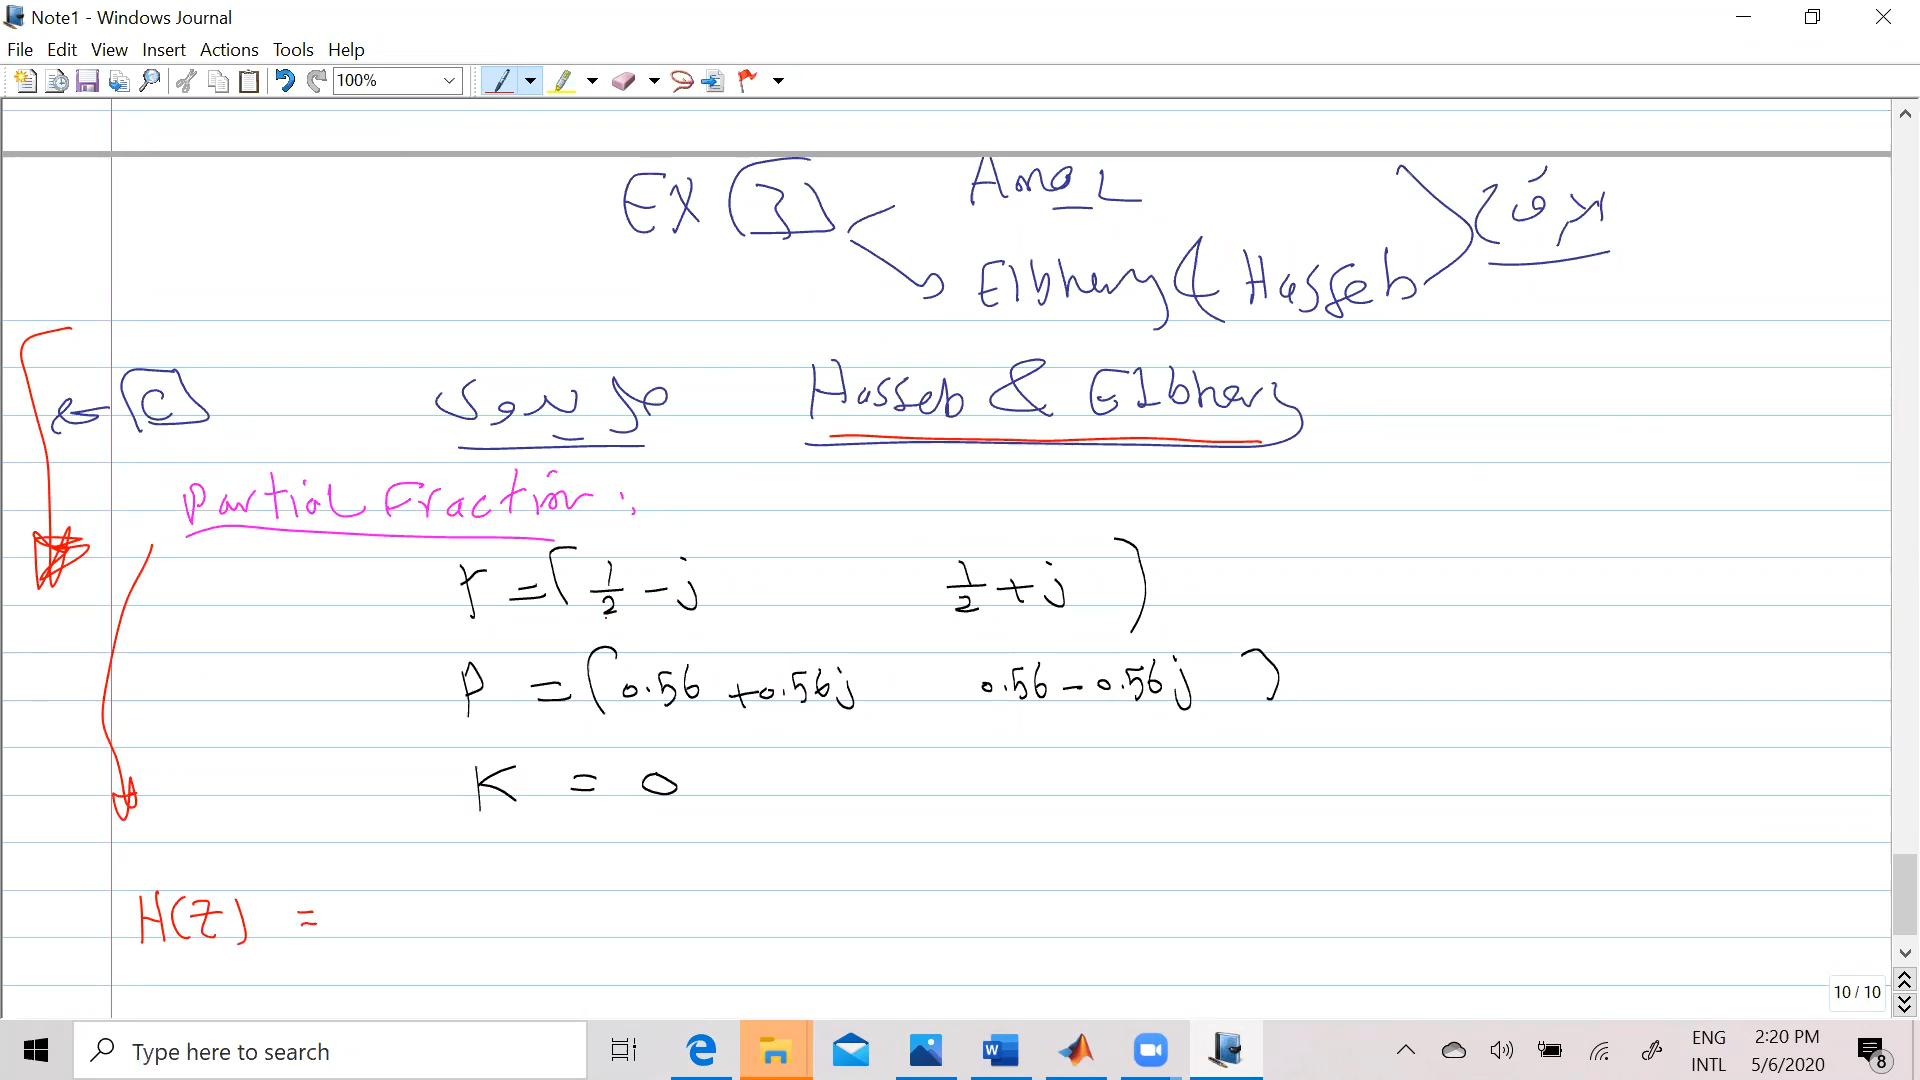 Note1 - Windows Journal
File Edit View Insert Actions Tools Help
100%
EX 3
Amal
Elbhery & Hasseb
C
Hasseb & Elbhery
Partial Fraction :
r = [ 1/2 - j 1/2 + j ]
P = [ 0.56 + 0.56j 0.56 - 0.56j ]
K = 0
H(Z) =
10 / 10
Type here to search
ENG
INTL
2:20 PM
5/6/2020
8